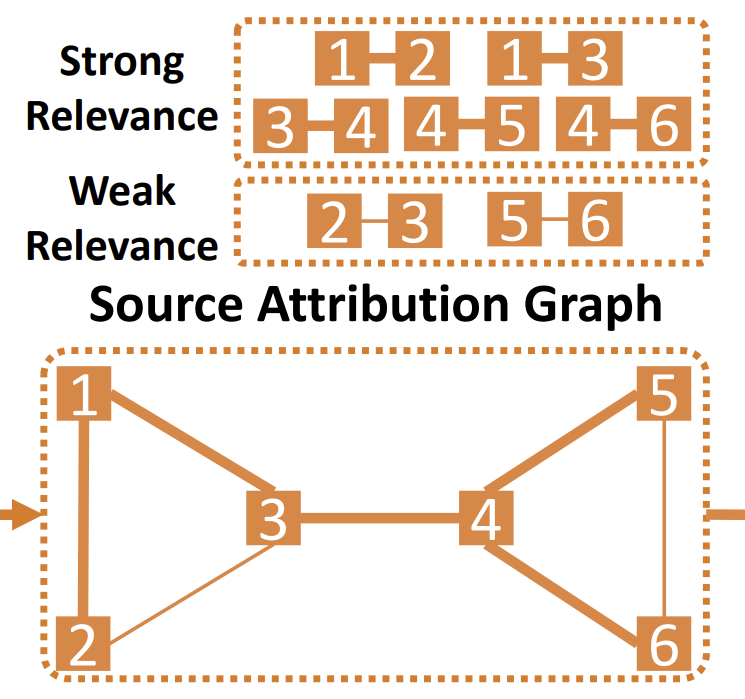 Strong
Relevance
1 2 1 3
3 4 4 5 4 6
Weak
Relevance
2 3 5 6
Source Attribution Graph
1 5
3 4
2 6